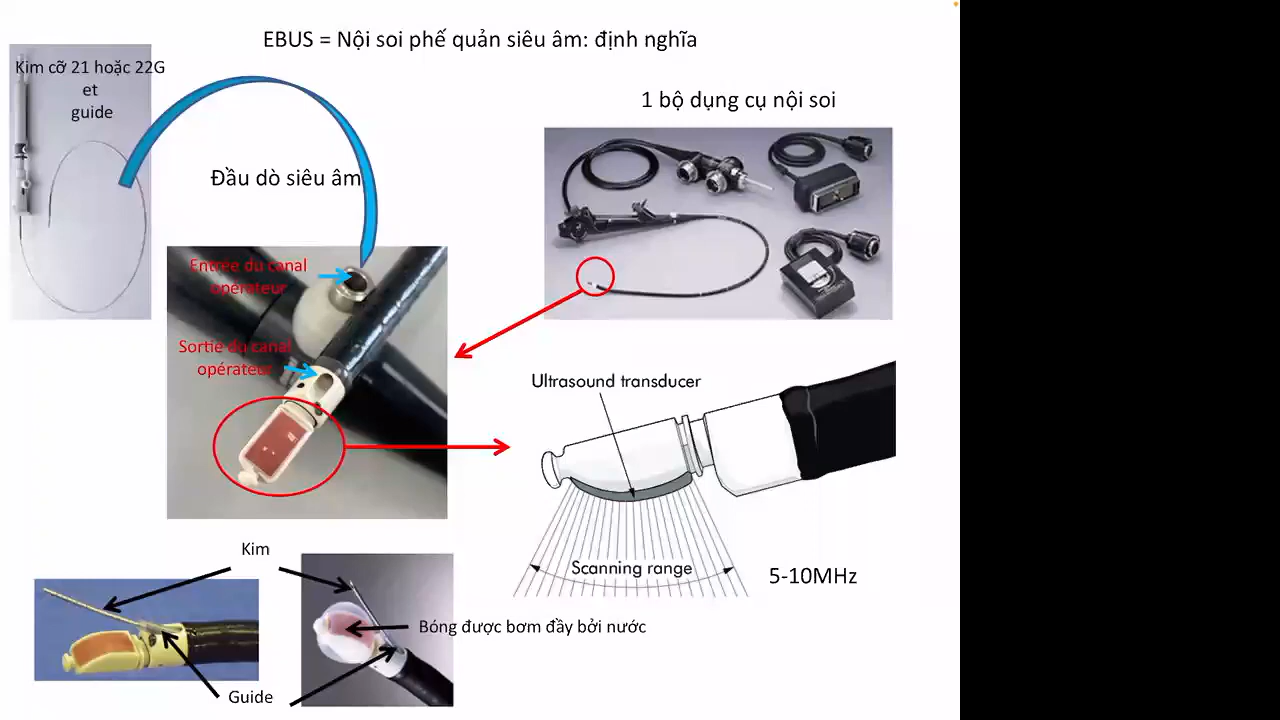 EBUS = Nội soi phế quản siêu âm: định nghĩa
Kim cỡ 21 hoặc 22G
et
guide
1 bộ dụng cụ nội soi
Đầu dò siêu âm
Entrée du canal
opérateur
Sortie du canal
opérateur
Ultrasound transducer
Scanning range
5-10MHz
Kim
Bóng được bơm đầy bởi nước
Guide